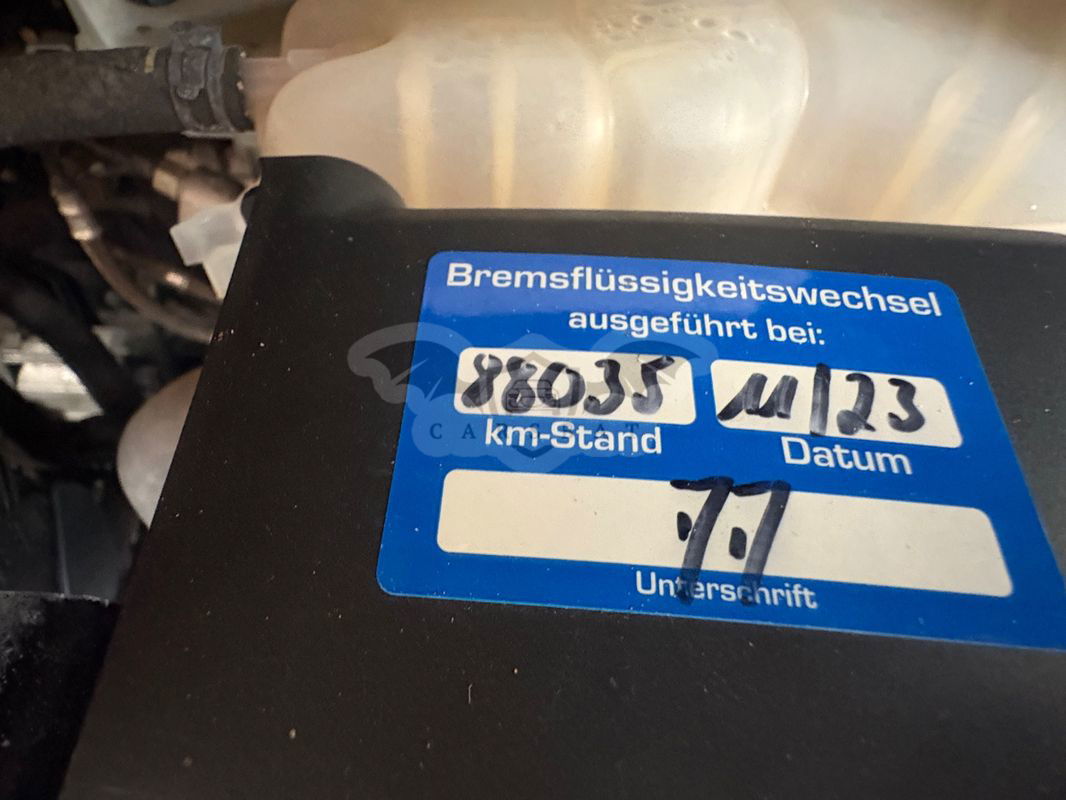 Bremsflüssigkeitswechsel
ausgeführt bei:
88035 11/23
km-Stand Datum
Unterschrift